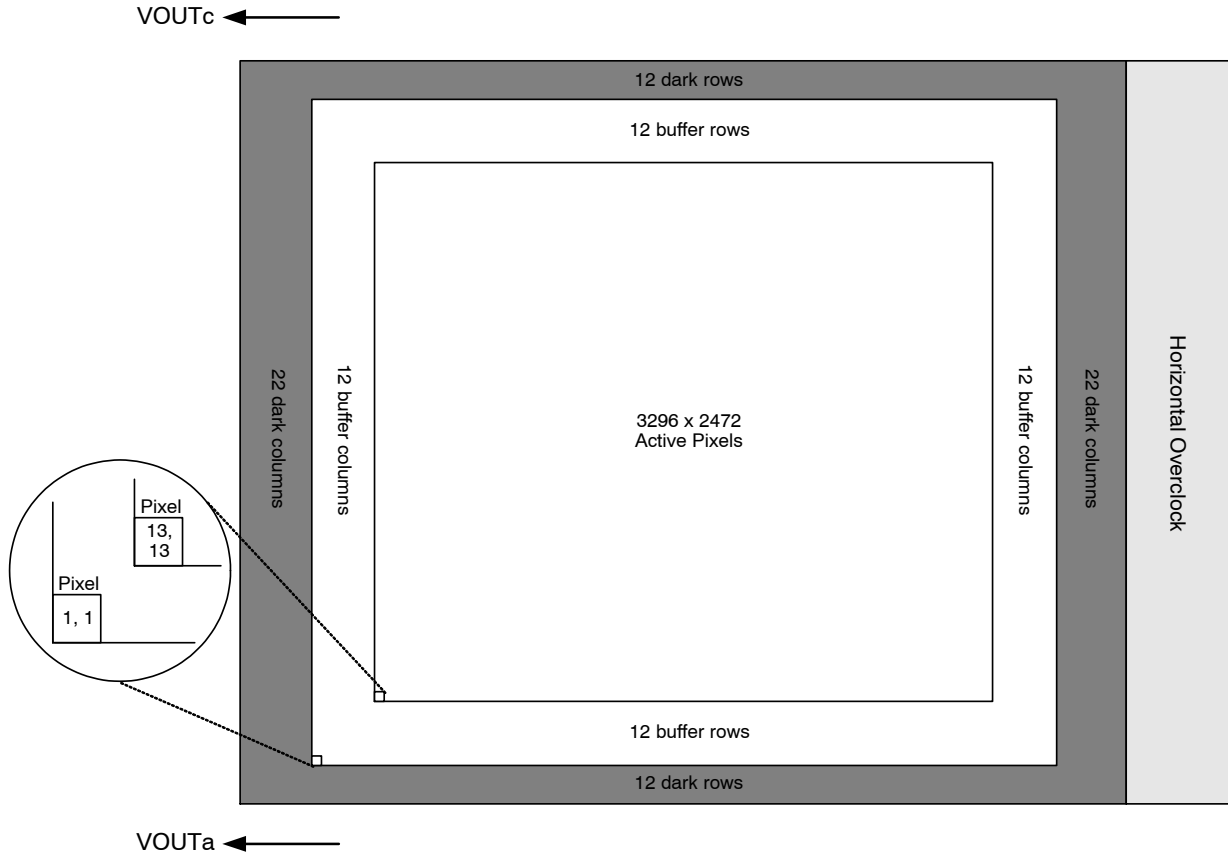 VOUTc
12 dark rows
12 buffer rows
22 dark columns
12 buffer columns
3296 x 2472
Active Pixels
12 buffer columns
22 dark columns
Horizontal Overclock
Pixel
13,
13
Pixel
1, 1
12 buffer rows
12 dark rows
VOUTa